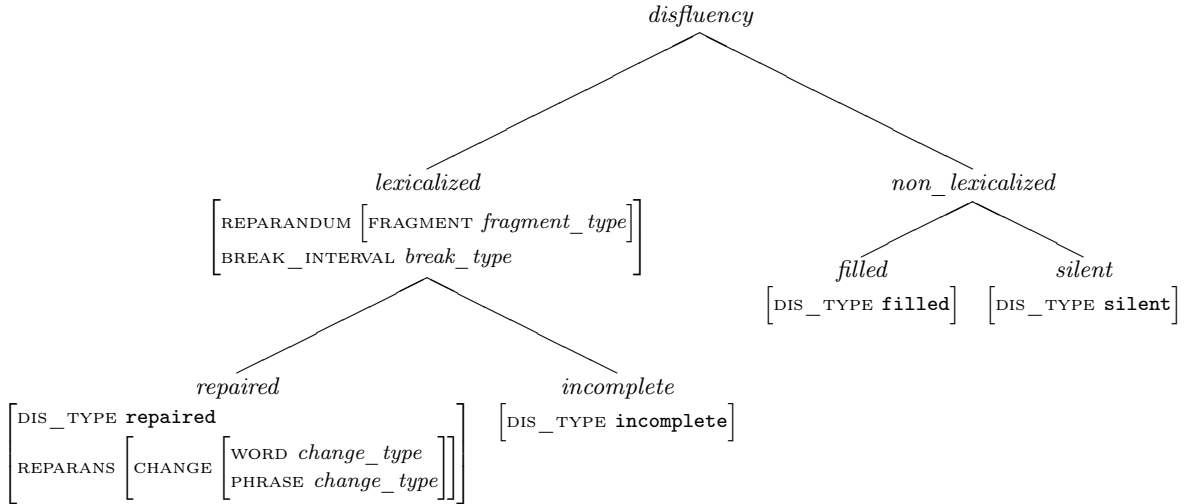 disfluency
lexicalized
non_lexicalized
REPARANDUM [FRAGMENT fragment_type]
BREAK_INTERVAL break_type
filled
silent
[DIS_TYPE filled]
[DIS_TYPE silent]
repaired
incomplete
DIS_TYPE repaired
[DIS_TYPE incomplete]
REPARANS [CHANGE [WORD change_type
PHRASE change_type]]